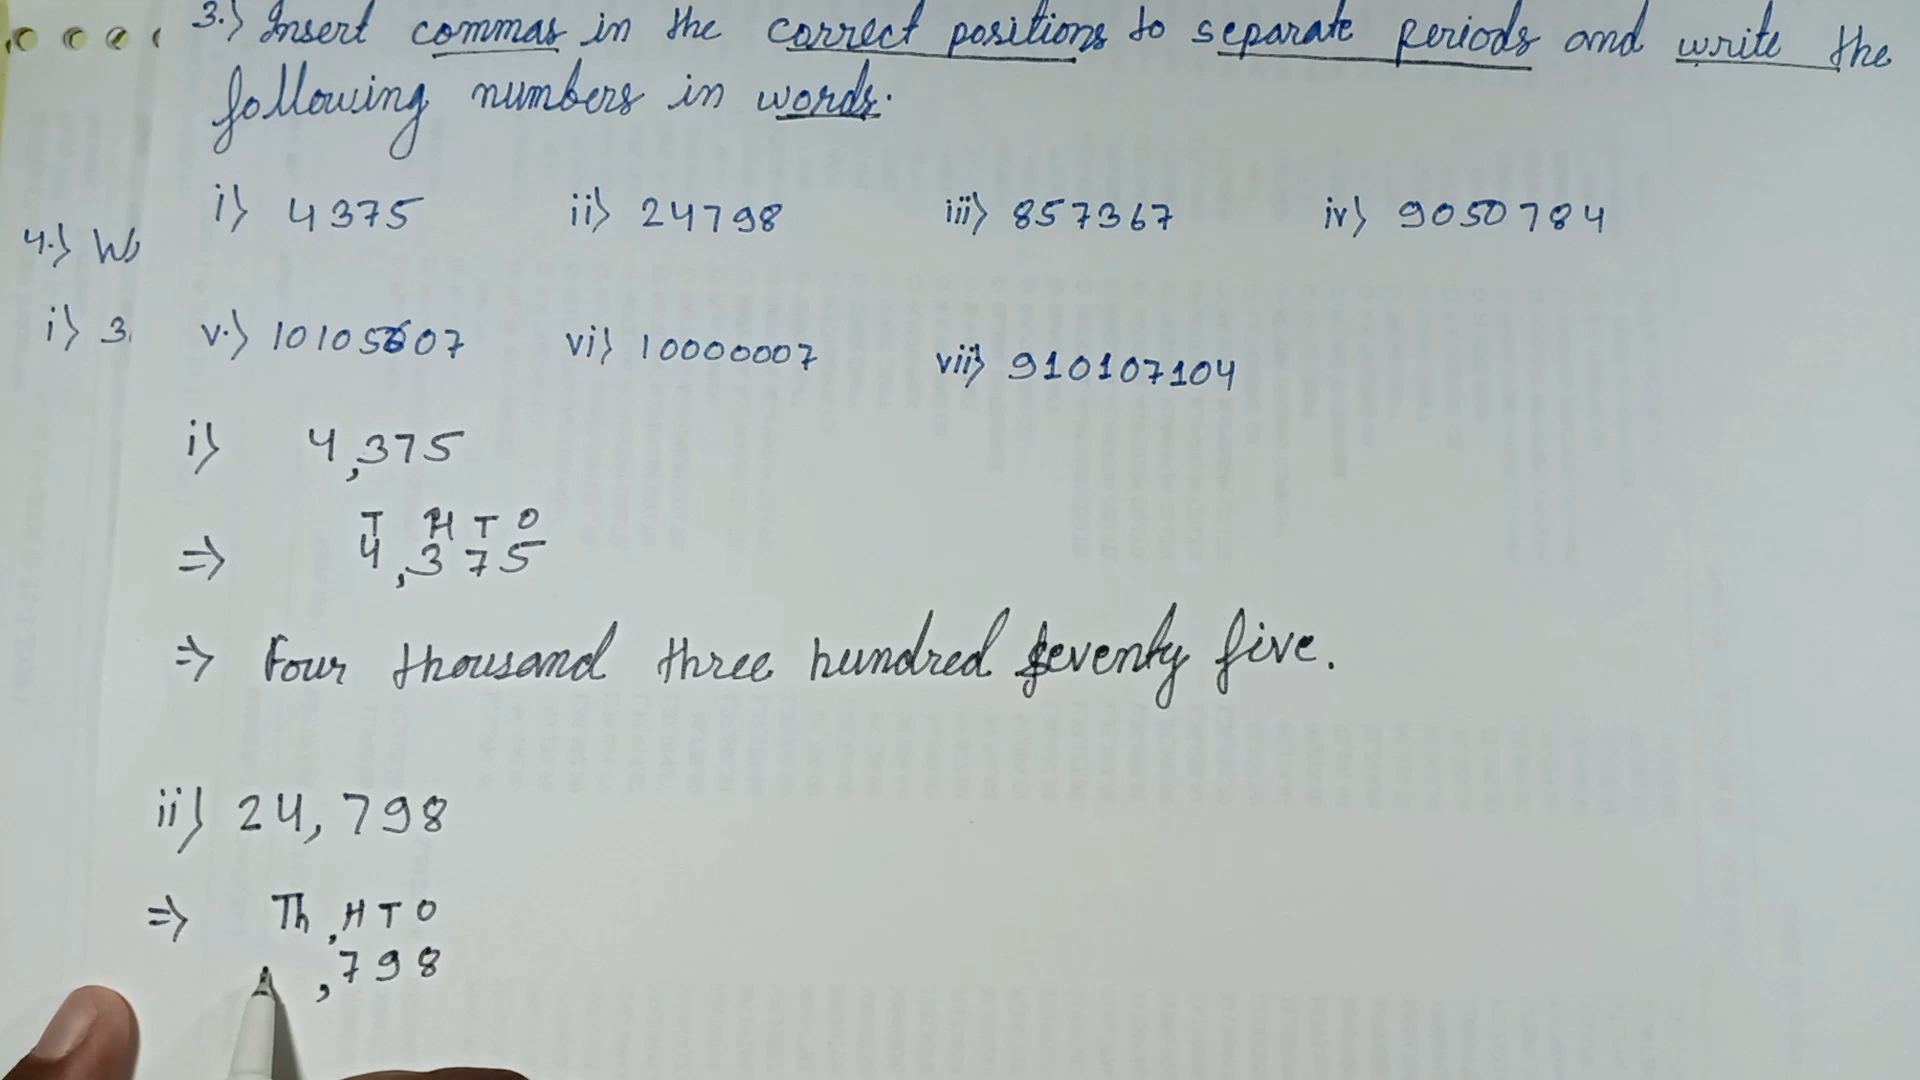 3.) Insert commas in the correct positions to separate periods and write the
following numbers in words.
i) 4375 ii) 24798 iii) 857367 iv) 9050784
4.) W
i) 3
v.) 10105607 vi) 10000007 vii) 910107104
i) 4,375
T H T O
⇒ 4,375
⇒ Four thousand three hundred seventy five.
ii) 24,798
⇒ Th, H T O
,798